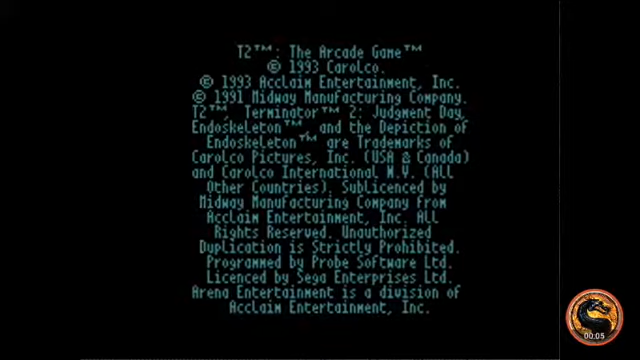 T2™: The Arcade Game™
© 1993 Carolco.
© 1993 Acclaim Entertainment, Inc.
© 1991 Midway Manufacturing Company.
T2™, Terminator™ 2: Judgment Day,
Endoskeleton™, and the Depiction of
Endoskeleton™ are Trademarks of
Carolco Pictures, Inc. (USA & Canada)
and Carolco International N.V. (All
Other Countries). Sublicenced by
Midway Manufacturing Company from
Acclaim Entertainment, Inc. All
Rights Reserved. Unauthorized
Duplication is Strictly Prohibited.
Programmed by Probe Software Ltd.
Licenced by Sega Enterprises Ltd.
Arena Entertainment is a division of
Acclaim Entertainment, Inc.
00:05